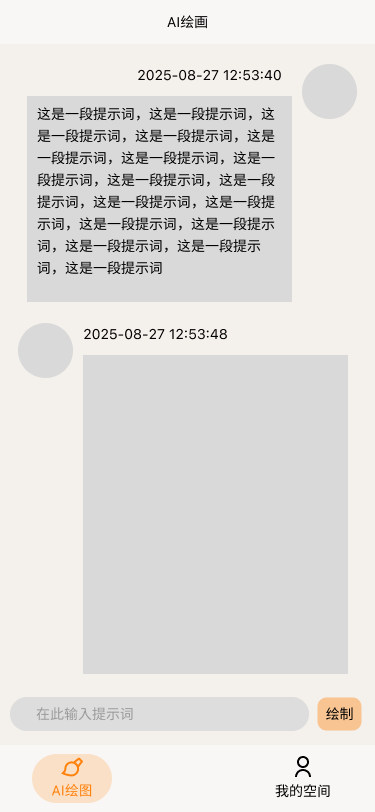 AI绘画
2025-08-27 12:53:40
这是一段提示词，这是一段提示词，这
是一段提示词，这是一段提示词，这是
一段提示词，这是一段提示词，这是一
段提示词，这是一段提示词，这是一段
提示词，这是一段提示词，这是一段提
示词，这是一段提示词，这是一段提示
词，这是一段提示词，这是一段提示
词，这是一段提示词
2025-08-27 12:53:48
在此输入提示词
绘制
AI绘图
我的空间